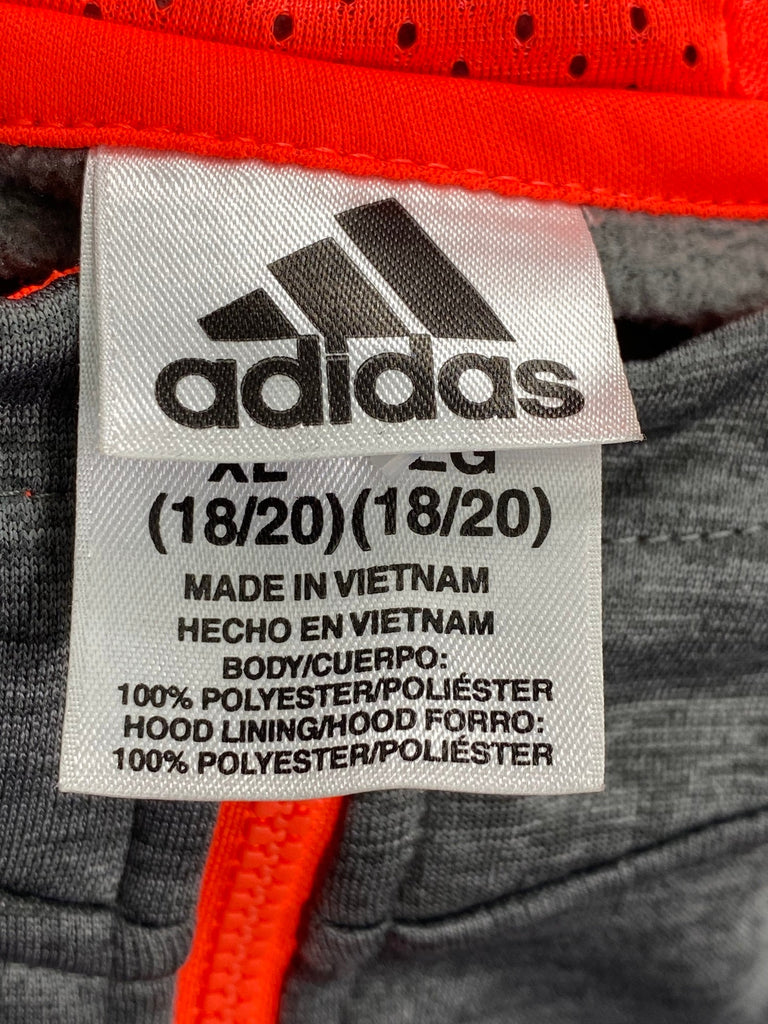 adidas
XL EG
(18/20) (18/20)
MADE IN VIETNAM
HECHO EN VIETNAM
BODY/CUERPO:
100% POLYESTER/POLIÉSTER
HOOD LINING/HOOD FORRO:
100% POLYESTER/POLIÉSTER